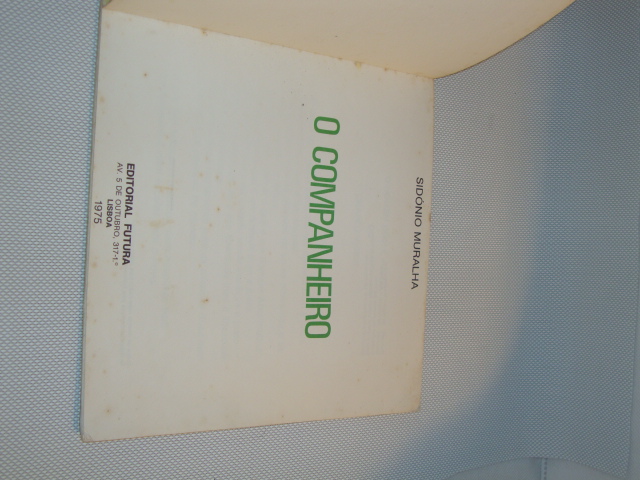 SIDÓNIO MURALHA
O COMPANHEIRO
EDITORIAL FUTURA
AV. 5 DE OUTUBRO, 317-1.º
LISBOA
1975